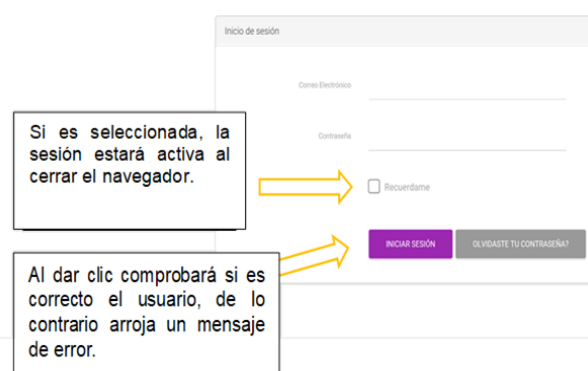 Inicio de sesión
Correo Electrónico
Contraseña
Si es seleccionada, la
sesión estará activa al
cerrar el navegador.
Recuerdame
INICIAR SESIÓN
OLVIDASTE TU CONTRASEÑA?
Al dar clic comprobará si es
correcto el usuario, de lo
contrario arroja un mensaje
de error.